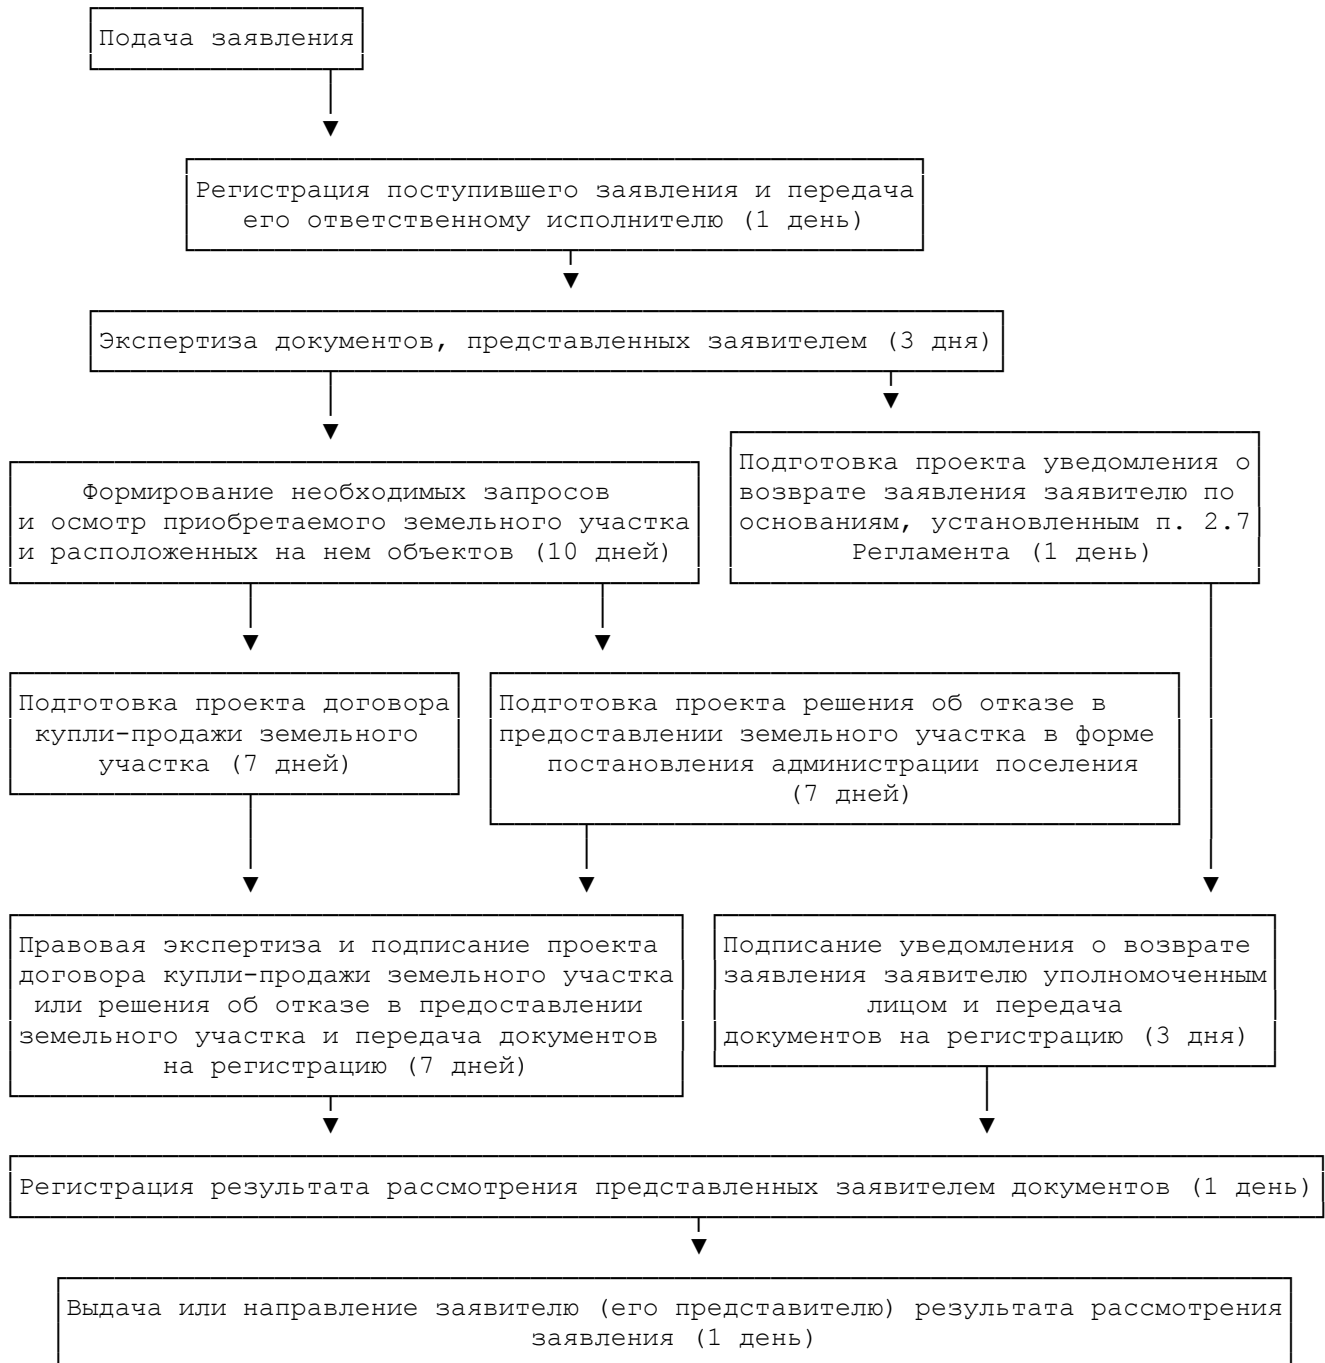 Подача заявления
Регистрация поступившего заявления и передача
его ответственному исполнителю (1 день)
Экспертиза документов, представленных заявителем (3 дня)
Формирование необходимых запросов
и осмотр приобретаемого земельного участка
и расположенных на нем объектов (10 дней)
Подготовка проекта уведомления о
возврате заявления заявителю по
основаниям, установленным п. 2.7
Регламента (1 день)
Подготовка проекта договора
купли-продажи земельного
участка (7 дней)
Подготовка проекта решения об отказе в
предоставлении земельного участка в форме
постановления администрации поселения
(7 дней)
Правовая экспертиза и подписание проекта
договора купли-продажи земельного участка
или решения об отказе в предоставлении
земельного участка и передача документов
на регистрацию (7 дней)
Подписание уведомления о возврате
заявления заявителю уполномоченным
лицом и передача
документов на регистрацию (3 дня)
Регистрация результата рассмотрения представленных заявителем документов (1 день)
Выдача или направление заявителю (его представителю) результата рассмотрения
заявления (1 день)